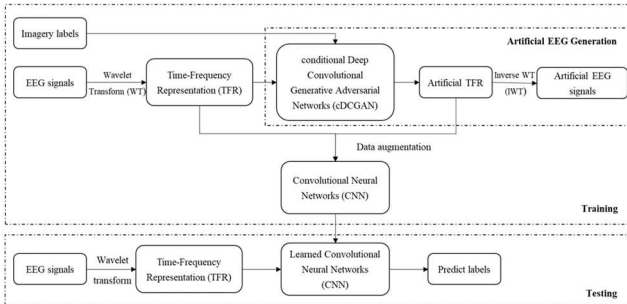 Imagery labels
Artificial EEG Generation
conditional Deep
Convolutional
Generative Adversarial
Networks (cDCGAN)
EEG signals
Wavelet
Transform (WT)
Time-Frequency
Representation (TFR)
Artificial TFR
Inverse WT
(IWT)
Artificial EEG
signals
Data augmentation
Convolutional Neural
Networks (CNN)
Training
EEG signals
Wavelet
transform
Time-Frequency
Representation (TFR)
Learned Convolutional
Neural Networks
(CNN)
Predict labels
Testing